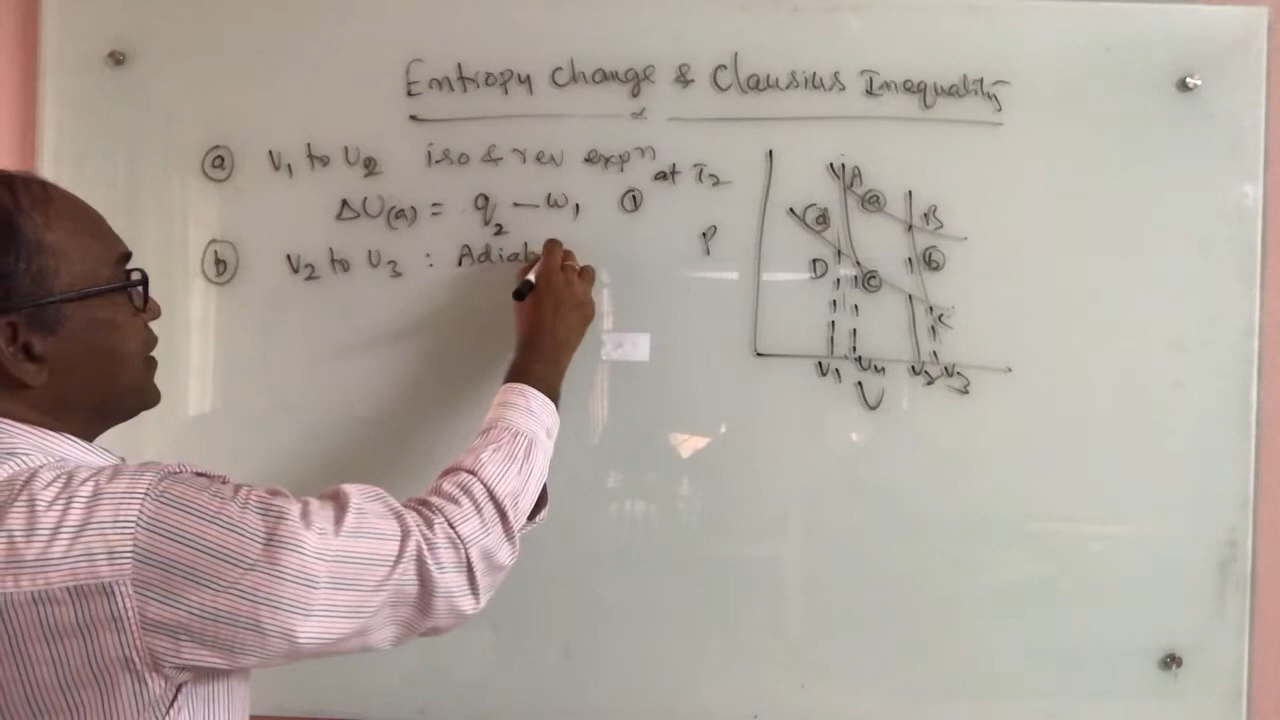 Entropy Change & Clausius Inequality
(a) V₁ to V₂ iso & rev expⁿ at T₂
ΔU(a) = q₂ - w₁ (1)
(b) V₂ to V₃ : Adiab
A
(a)
B
(d)
P
D
(c)
(b)
C
V₁ V₄ V₂ V₃
V